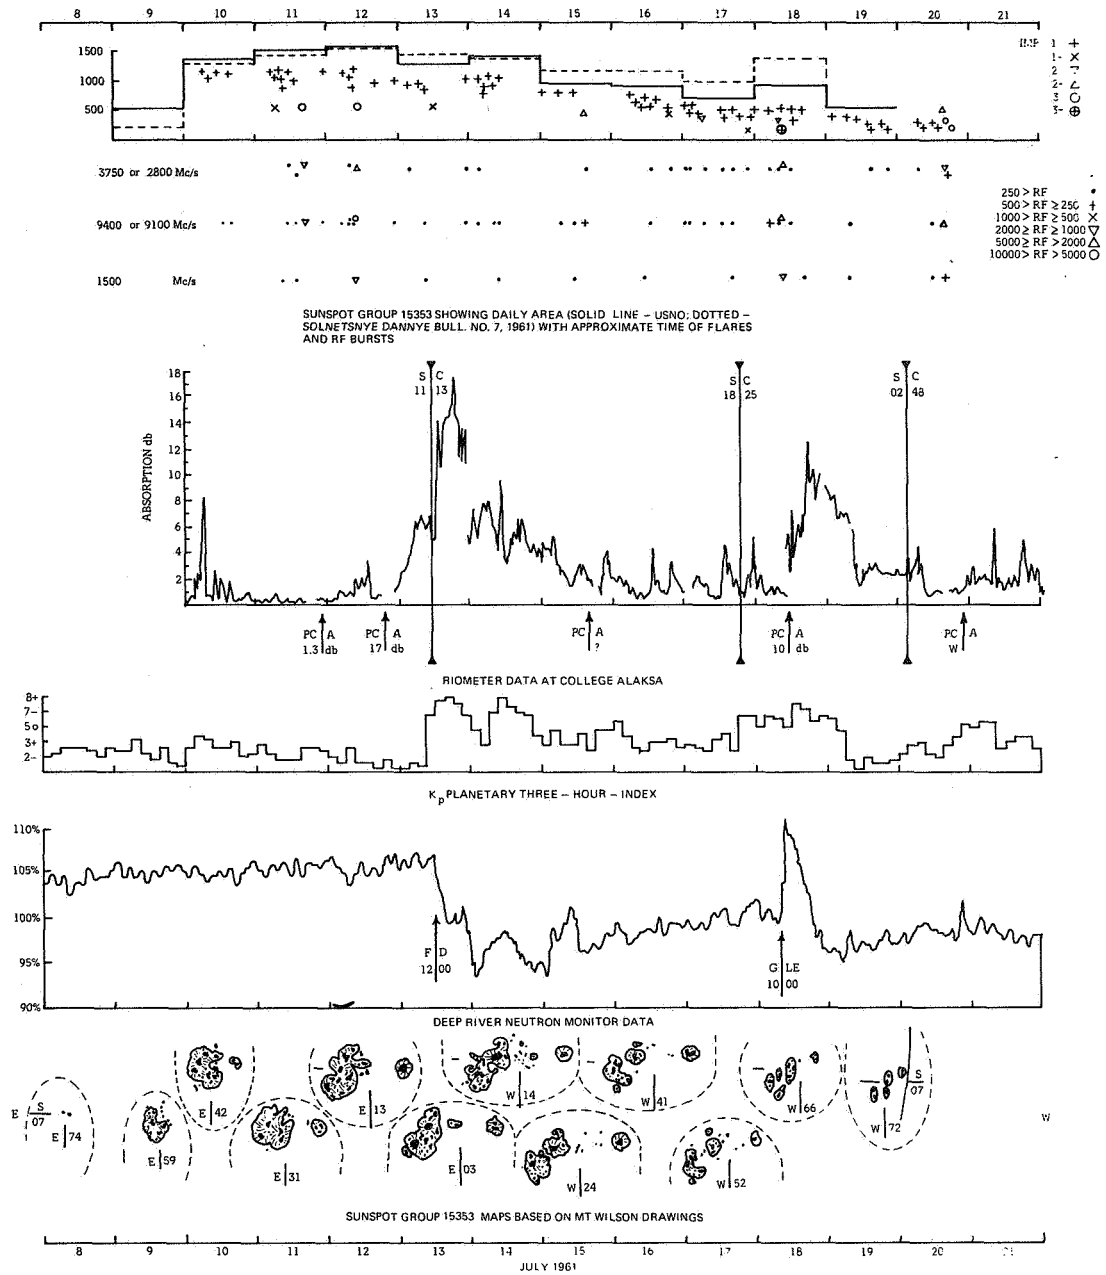 8 9 10 11 12 13 14 15 16 17 18 19 20 21
1500
1000
500
IMP 1 +
1- ×
2-
3
3- ⊕
3750 or 2800 Mc/s
9400 or 9100 Mc/s
1500 Mc/s
250 > RF •
500 > RF ≥ 250 +
1000 > RF ≥ 500 ×
2000 ≥ RF ≥ 1000 ▽
5000 ≥ RF > 2000 △
10000 > RF > 5000 ○
SUNSPOT GROUP 15353 SHOWING DAILY AREA (SOLID LINE – USNO; DOTTED –
SOLNETSNYE DANNYE BULL. NO. 7, 1961) WITH APPROXIMATE TIME OF FLARES
AND RF BURSTS
ABSORPTION db
18
16
14
12
10
8
6
4
2
S C
11 13
S C
18 25
S C
02 48
PC A
1.3 db
PC A
17 db
PC A
?
PC A
10 db
PC A
W
RIOMETER DATA AT COLLEGE ALAKSA
8+
7–
5o
3+
2–
Kp PLANETARY THREE – HOUR – INDEX
110%
105%
100%
95%
90%
F D
12 00
G LE
10 00
DEEP RIVER NEUTRON MONITOR DATA
E S 07
E 74
E 59
E 42
E 31
E 13
E 03
W 14
W 24
W 41
W 52
W 66
W 72
S 07
W
SUNSPOT GROUP 15353 MAPS BASED ON MT WILSON DRAWINGS
8 9 10 11 12 13 14 15 16 17 18 19 20 21
JULY 1961